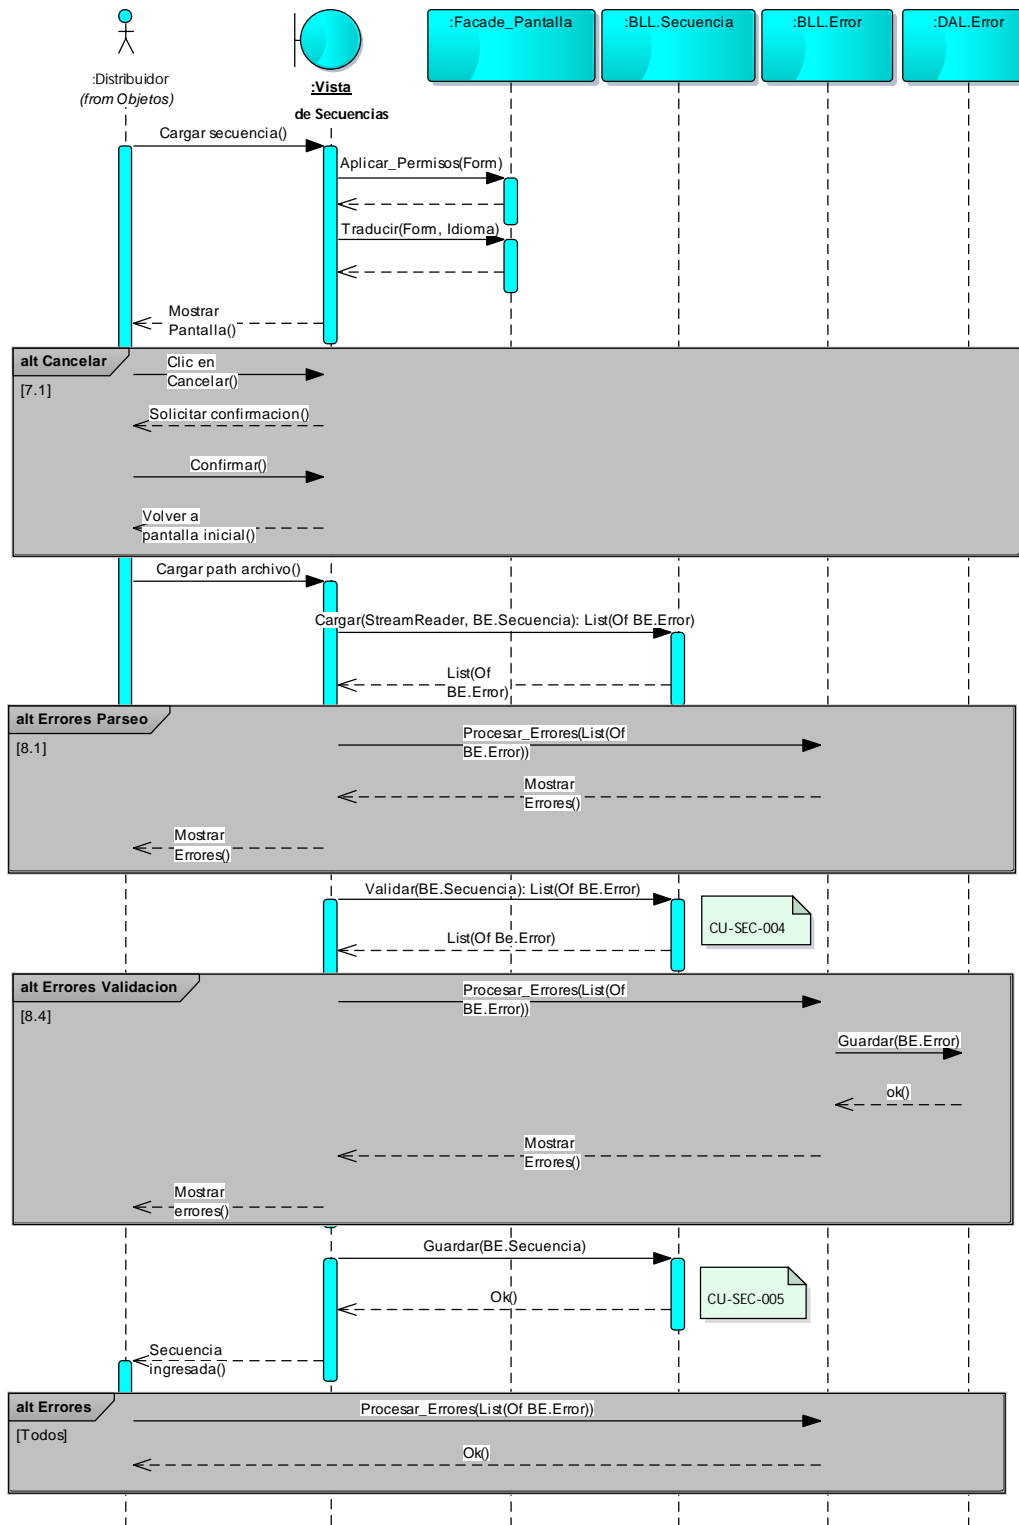 :Facade_Pantalla
:BLL.Secuencia
:BLL.Error
:DAL.Error
:Distribuidor
(from Objetos)
:Vista
de Secuencias
Cargar secuencia()
Aplicar_Permisos(Form)
Traducir(Form, Idioma)
Mostrar
Pantalla()
alt Cancelar
[7.1]
Clic en
Cancelar()
Solicitar confirmacion()
Confirmar()
Volver a
pantalla inicial()
Cargar path archivo()
Cargar(StreamReader, BE.Secuencia): List(Of BE.Error)
List(Of
BE.Error)
alt Errores Parseo
[8.1]
Procesar_Errores(List(Of
BE.Error))
Mostrar
Errores()
Mostrar
Errores()
Validar(BE.Secuencia): List(Of BE.Error)
CU-SEC-004
List(Of Be.Error)
alt Errores Validacion
[8.4]
Procesar_Errores(List(Of
BE.Error))
Guardar(BE.Error)
ok()
Mostrar
Errores()
Mostrar
errores()
Guardar(BE.Secuencia)
CU-SEC-005
Ok()
Secuencia
ingresada()
alt Errores
[Todos]
Procesar_Errores(List(Of BE.Error))
Ok()